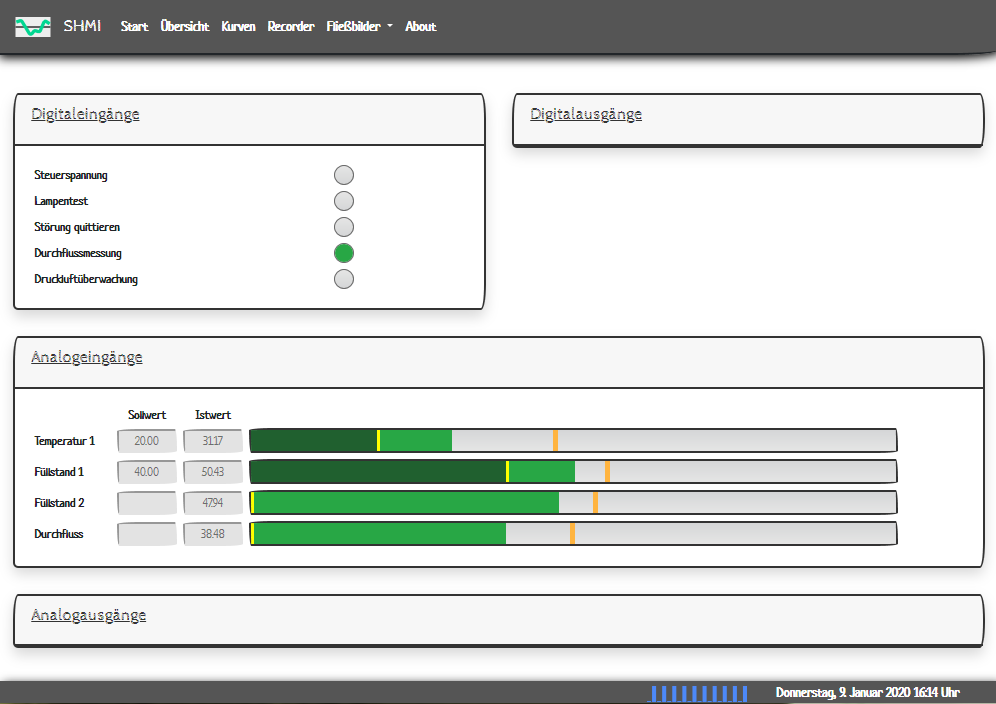 SHMI Start Übersicht Kurven Recorder Fließbilder About
Digitaleingänge
Digitalausgänge
Steuerspannung
Lampentest
Störung quittieren
Durchflussmessung
Druckluftüberwachung
Analogeingänge
Sollwert Istwert
Temperatur 1 20.00 31.17
Füllstand 1 40.00 50.43
Füllstand 2 47.94
Durchfluss 38.48
Analogausgänge
Donnerstag, 9. Januar 2020 16:14 Uhr